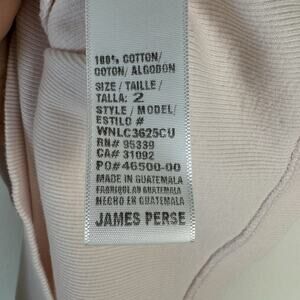 100% COTTON/
COTON/ ALGODON
SIZE / TAILLE /
TALLA: 2
STYLE / MODEL/
ESTILO #
WNLC3625CU
RN# 95339
CA# 31092
PO#46500-00
MADE IN GUATEMALA
FABRIQUÉ AU GUATEMALA
HECHO EN GUATEMALA
JAMES PERSE